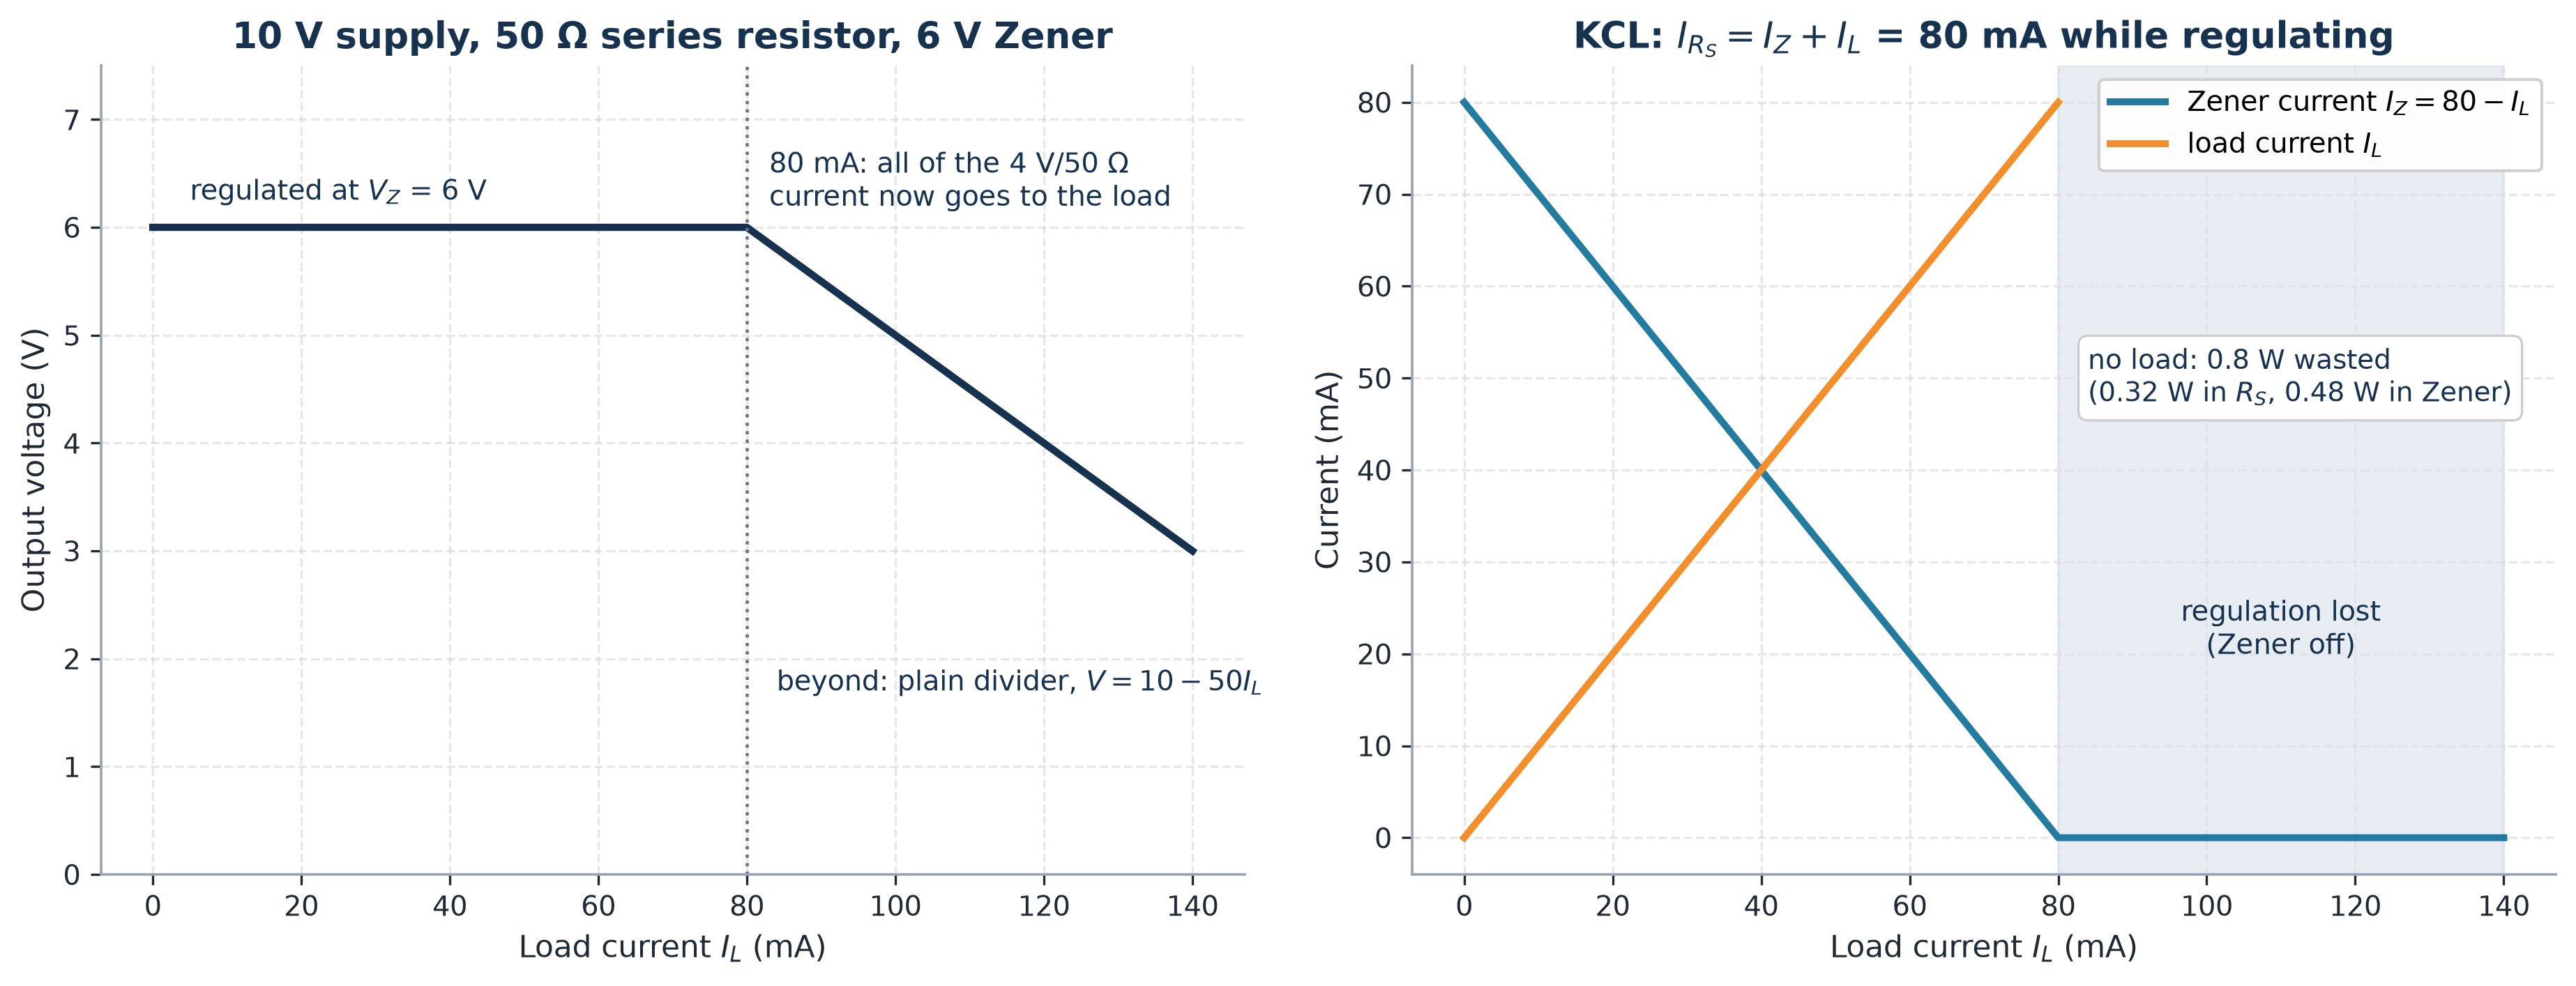 10 V supply, 50 Ω series resistor, 6 V Zener
7
6
5
4
3
2
1
0
Output voltage (V)
regulated at V_Z = 6 V
80 mA: all of the 4 V/50 Ω
current now goes to the load
beyond: plain divider, V = 10 − 50I_L
0 20 40 60 80 100 120 140
Load current I_L (mA)
KCL: I_{R_S} = I_Z + I_L = 80 mA while regulating
80
70
60
50
40
30
20
10
0
Current (mA)
Zener current I_Z = 80 − I_L
load current I_L
no load: 0.8 W wasted
(0.32 W in R_S, 0.48 W in Zener)
regulation lost
(Zener off)
0 20 40 60 80 100 120 140
Load current I_L (mA)